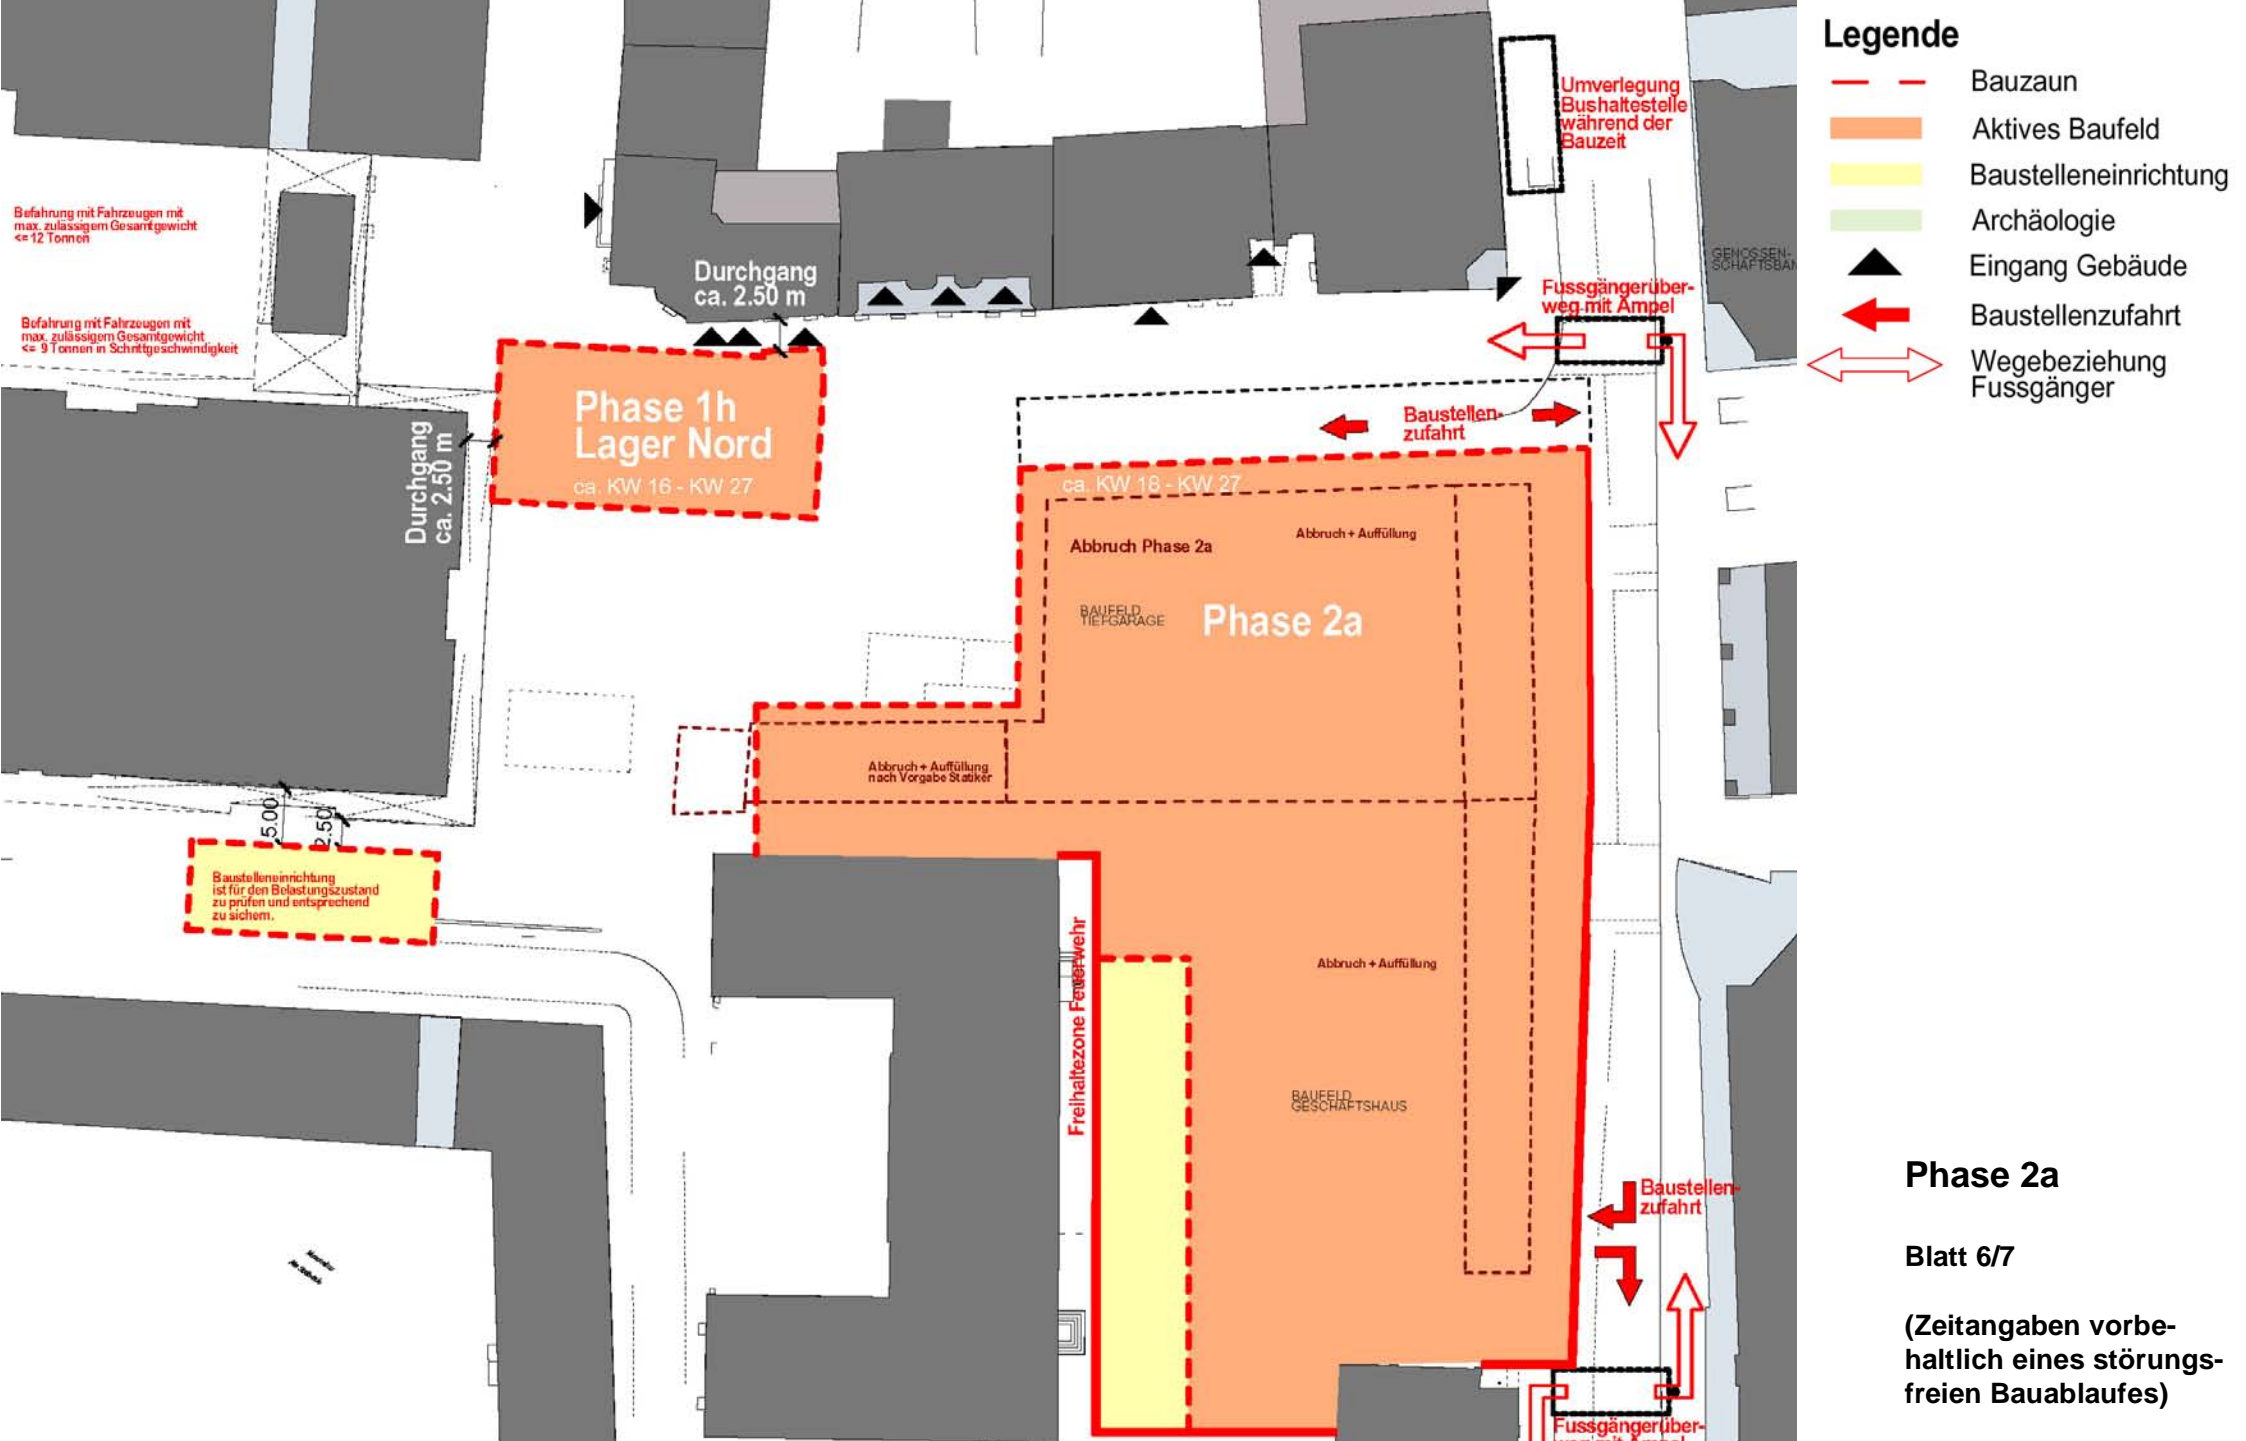 Umverlegung
Bushaltestelle
während der
Bauzeit
Befahrung mit Fahrzeugen mit
max. zulässigem Gesamtgewicht
<= 12 Tonnen
Befahrung mit Fahrzeugen mit
max. zulässigem Gesamtgewicht
<= 9 Tonnen in Schrittgeschwindigkeit
Durchgang
ca. 2.50 m
GENOSSEN-
SCHAFTSBAN
Fussgängerüber-
weg mit Ampel
Phase 1h
Lager Nord
ca. KW 16 - KW 27
Durchgang
ca. 2.50 m
Baustellen-
zufahrt
ca. KW 18 - KW 27
Abbruch Phase 2a
Abbruch + Auffüllung
BAUFELD
TIEFGARAGE
Phase 2a
Abbruch + Auffüllung
nach Vorgabe Statiker
5.00
2.50
Baustelleneinrichtung
ist für den Belastungszustand
zu prüfen und entsprechend
zu sichern.
Freihaltezone Feuerwehr
Abbruch + Auffüllung
BAUFELD
GESCHÄFTSHAUS
Baustellen-
zufahrt
Fussgängerüber-
weg mit Ampel
Legende
Bauzaun
Aktives Baufeld
Baustelleneinrichtung
Archäologie
Eingang Gebäude
Baustellenzufahrt
Wegebeziehung
Fussgänger
Phase 2a
Blatt 6/7
(Zeitangaben vorbe-
haltlich eines störungs-
freien Bauablaufes)